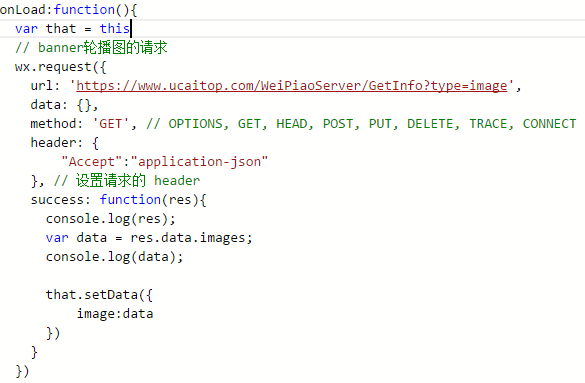 onLoad:function(){
var that = this
// banner轮播图的请求
wx.request({
url: 'https://www.ucaitop.com/WeiPiaoServer/GetInfo?type=image',
data: {},
method: 'GET', // OPTIONS, GET, HEAD, POST, PUT, DELETE, TRACE, CONNECT
header: {
"Accept":"application-json"
}, // 设置请求的 header
success: function(res){
console.log(res);
var data = res.data.images;
console.log(data);
that.setData({
image:data
})
}
})